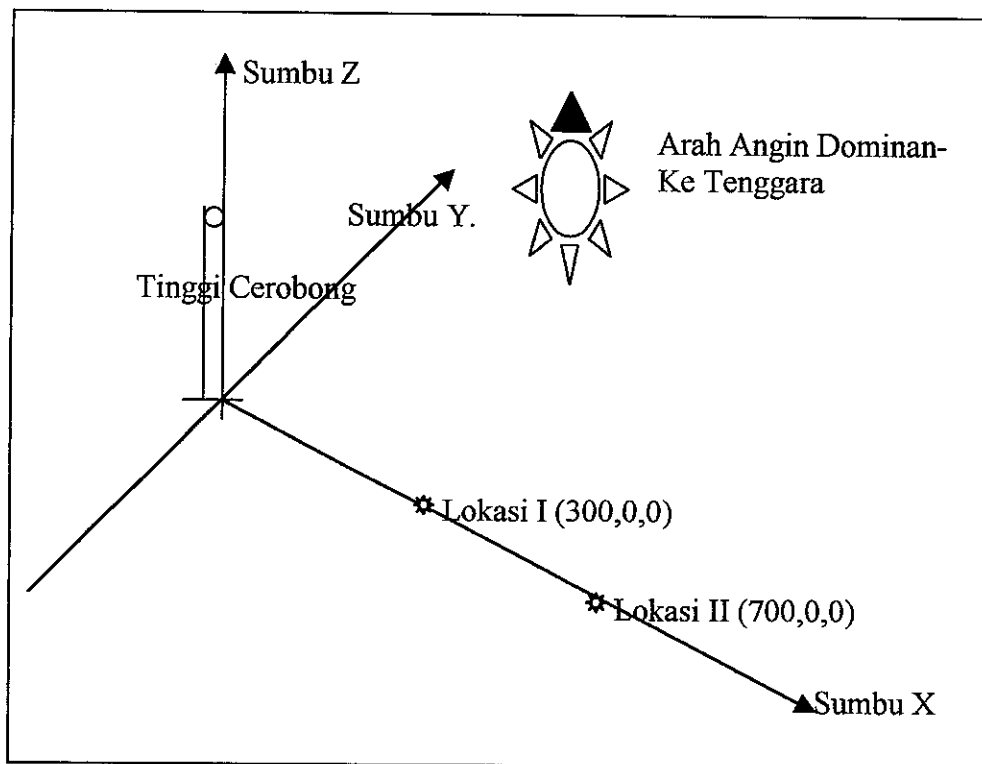 Sumbu Z
Arah Angin Dominan-
Ke Tenggara
Sumbu Y.
Tinggi Cerobong
Lokasi I (300,0,0)
Lokasi II (700,0,0)
Sumbu X